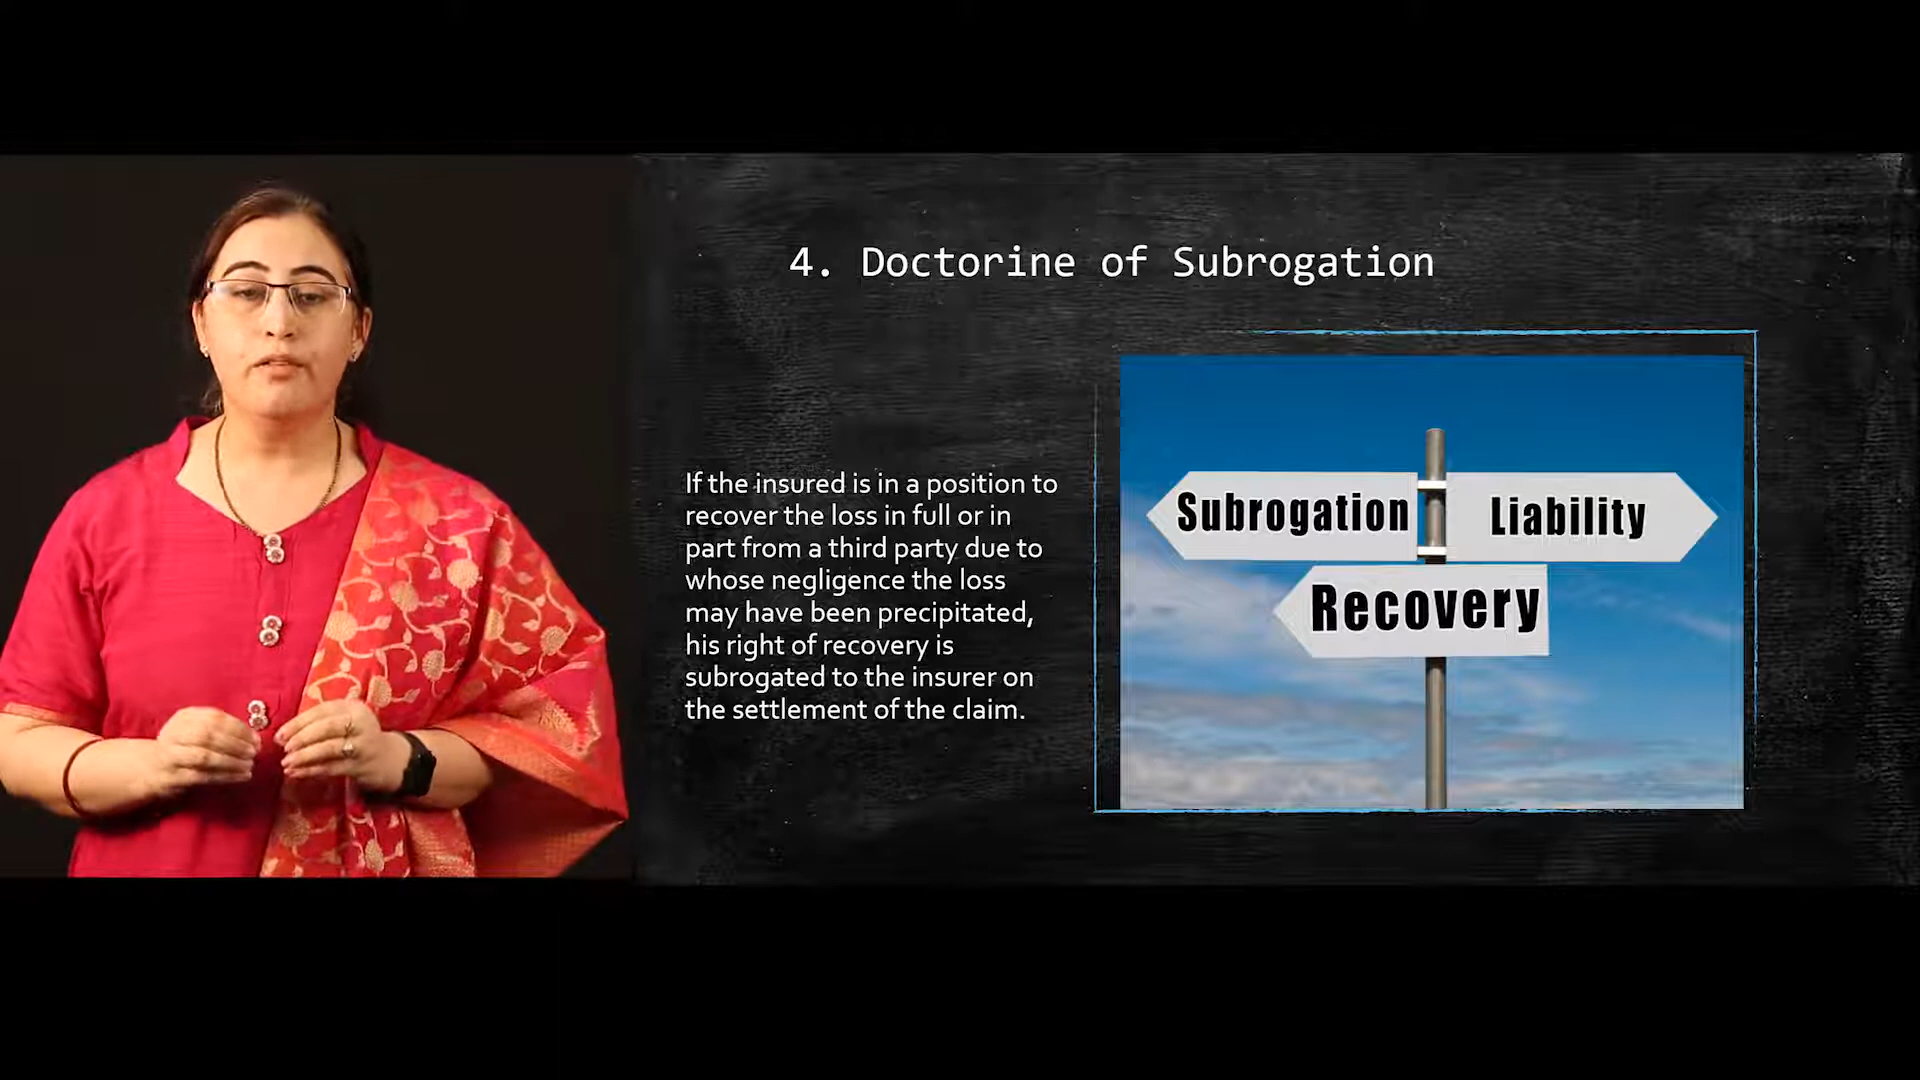 4. Doctorine of Subrogation
If the insured is in a position to
recover the loss in full or in
part from a third party due to
whose negligence the loss
may have been precipitated,
his right of recovery is
subrogated to the insurer on
the settlement of the claim.
Subrogation
Liability
Recovery